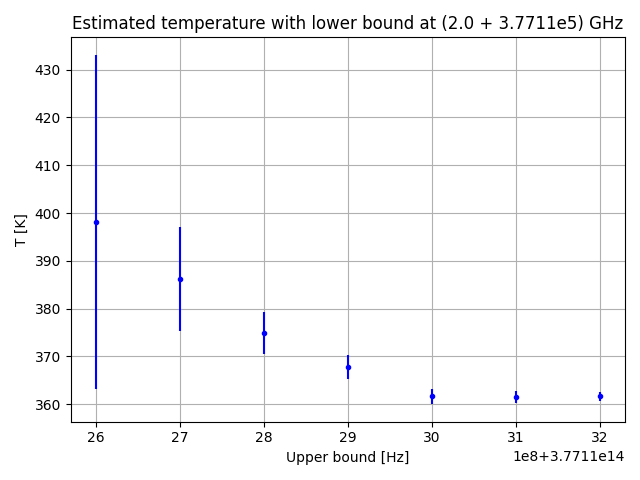 Estimated temperature with lower bound at (2.0 + 3.7711e5) GHz
430
420
410
400
390
380
370
360
T [K]
26 27 28 29 30 31 32
Upper bound [Hz]
1e8+3.7711e14